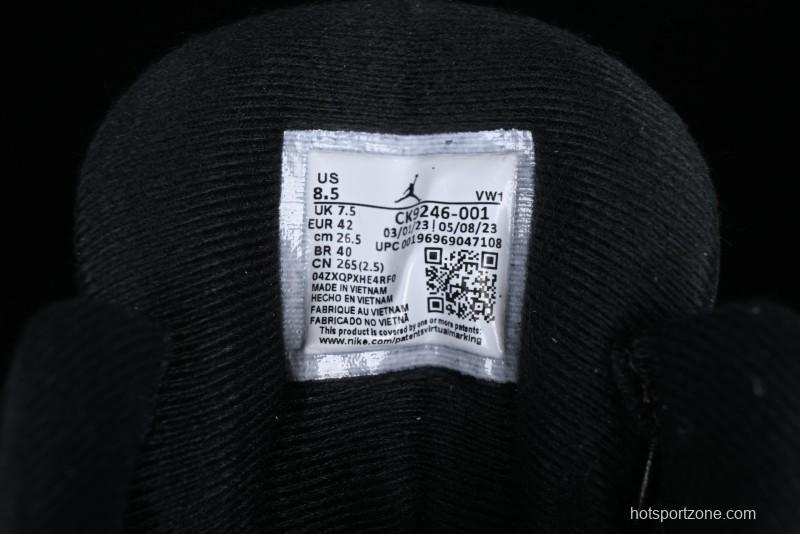 US
8.5
VW1
UK 7.5
EUR 42
cm 26.5
BR 40
CN 265(2.5)
CK9246-001
03/01/23 | 05/08/23
UPC 00196969047108
04ZXQPXHE4RF0
MADE IN VIETNAM
HECHO EN VIETNAM
FABRIQUE AU VIETNAM
FABRICADO NO VIETNÃ
This product is covered by one or more patents:
www.nike.com/patentsvirtualmarking
hotsportzone.com